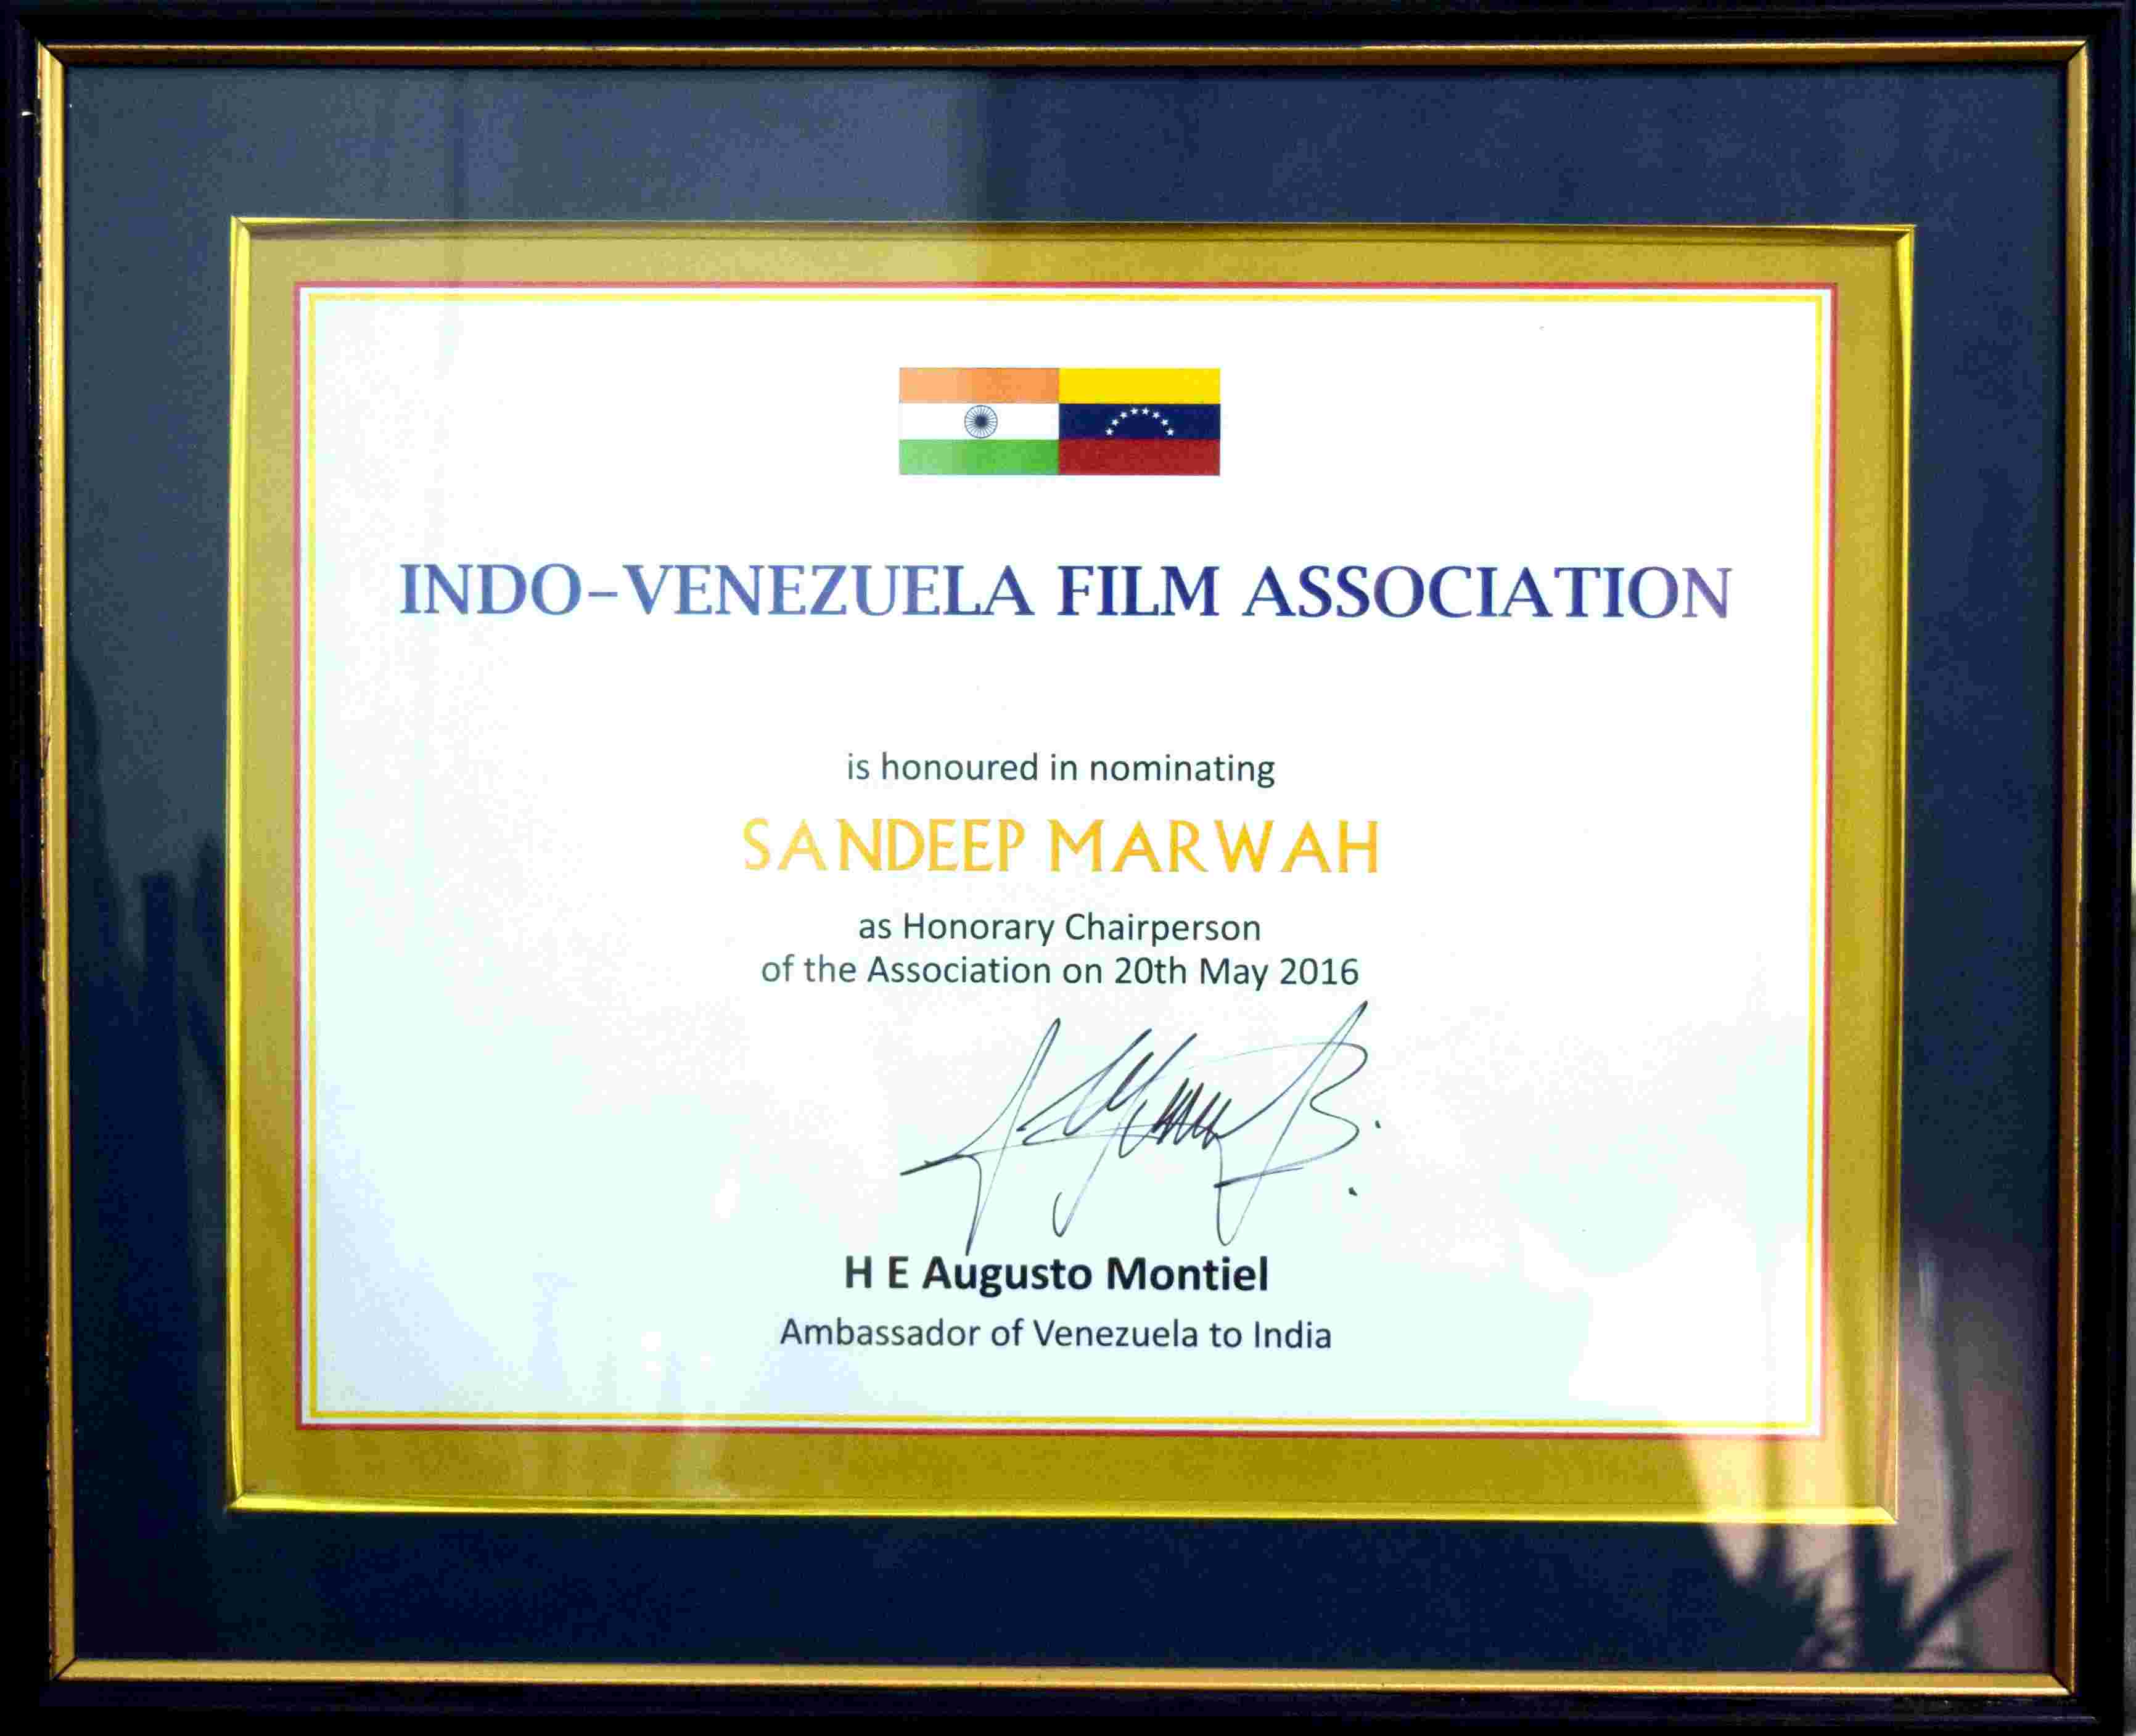 INDO-VENEZUELA FILM ASSOCIATION
is honoured in nominating
SANDEEP MARWAH
as Honorary Chairperson
of the Association on 20th May 2016
H E Augusto Montiel
Ambassador of Venezuela to India